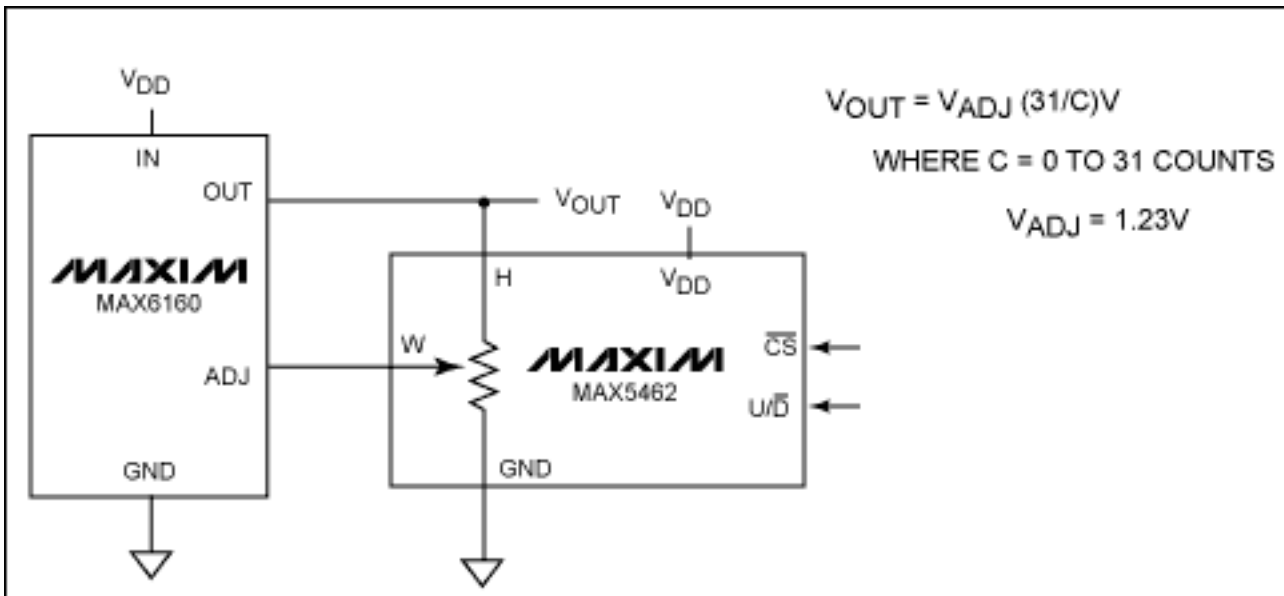 VDD
IN
OUT
MAXIM
MAX6160
ADJ
GND
VOUT
VDD
H
VDD
W
MAXIM
MAX5462
C̅S̅
U/D̅
GND
VOUT = VADJ (31/C)V
WHERE C = 0 TO 31 COUNTS
VADJ = 1.23V